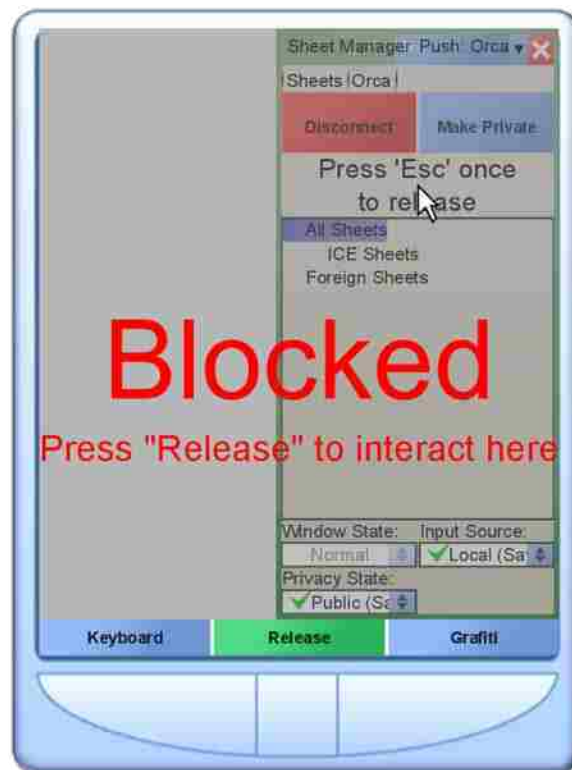 Sheet Manager Push: Orca
Sheets Orca
Disconnect Make Private
Press 'Esc' once
to release
All Sheets
ICE Sheets
Foreign Sheets
Blocked
Press "Release" to interact here
Window State: Input Source:
Normal Local (Sa
Privacy State:
Public (Sa
Keyboard Release Grafiti